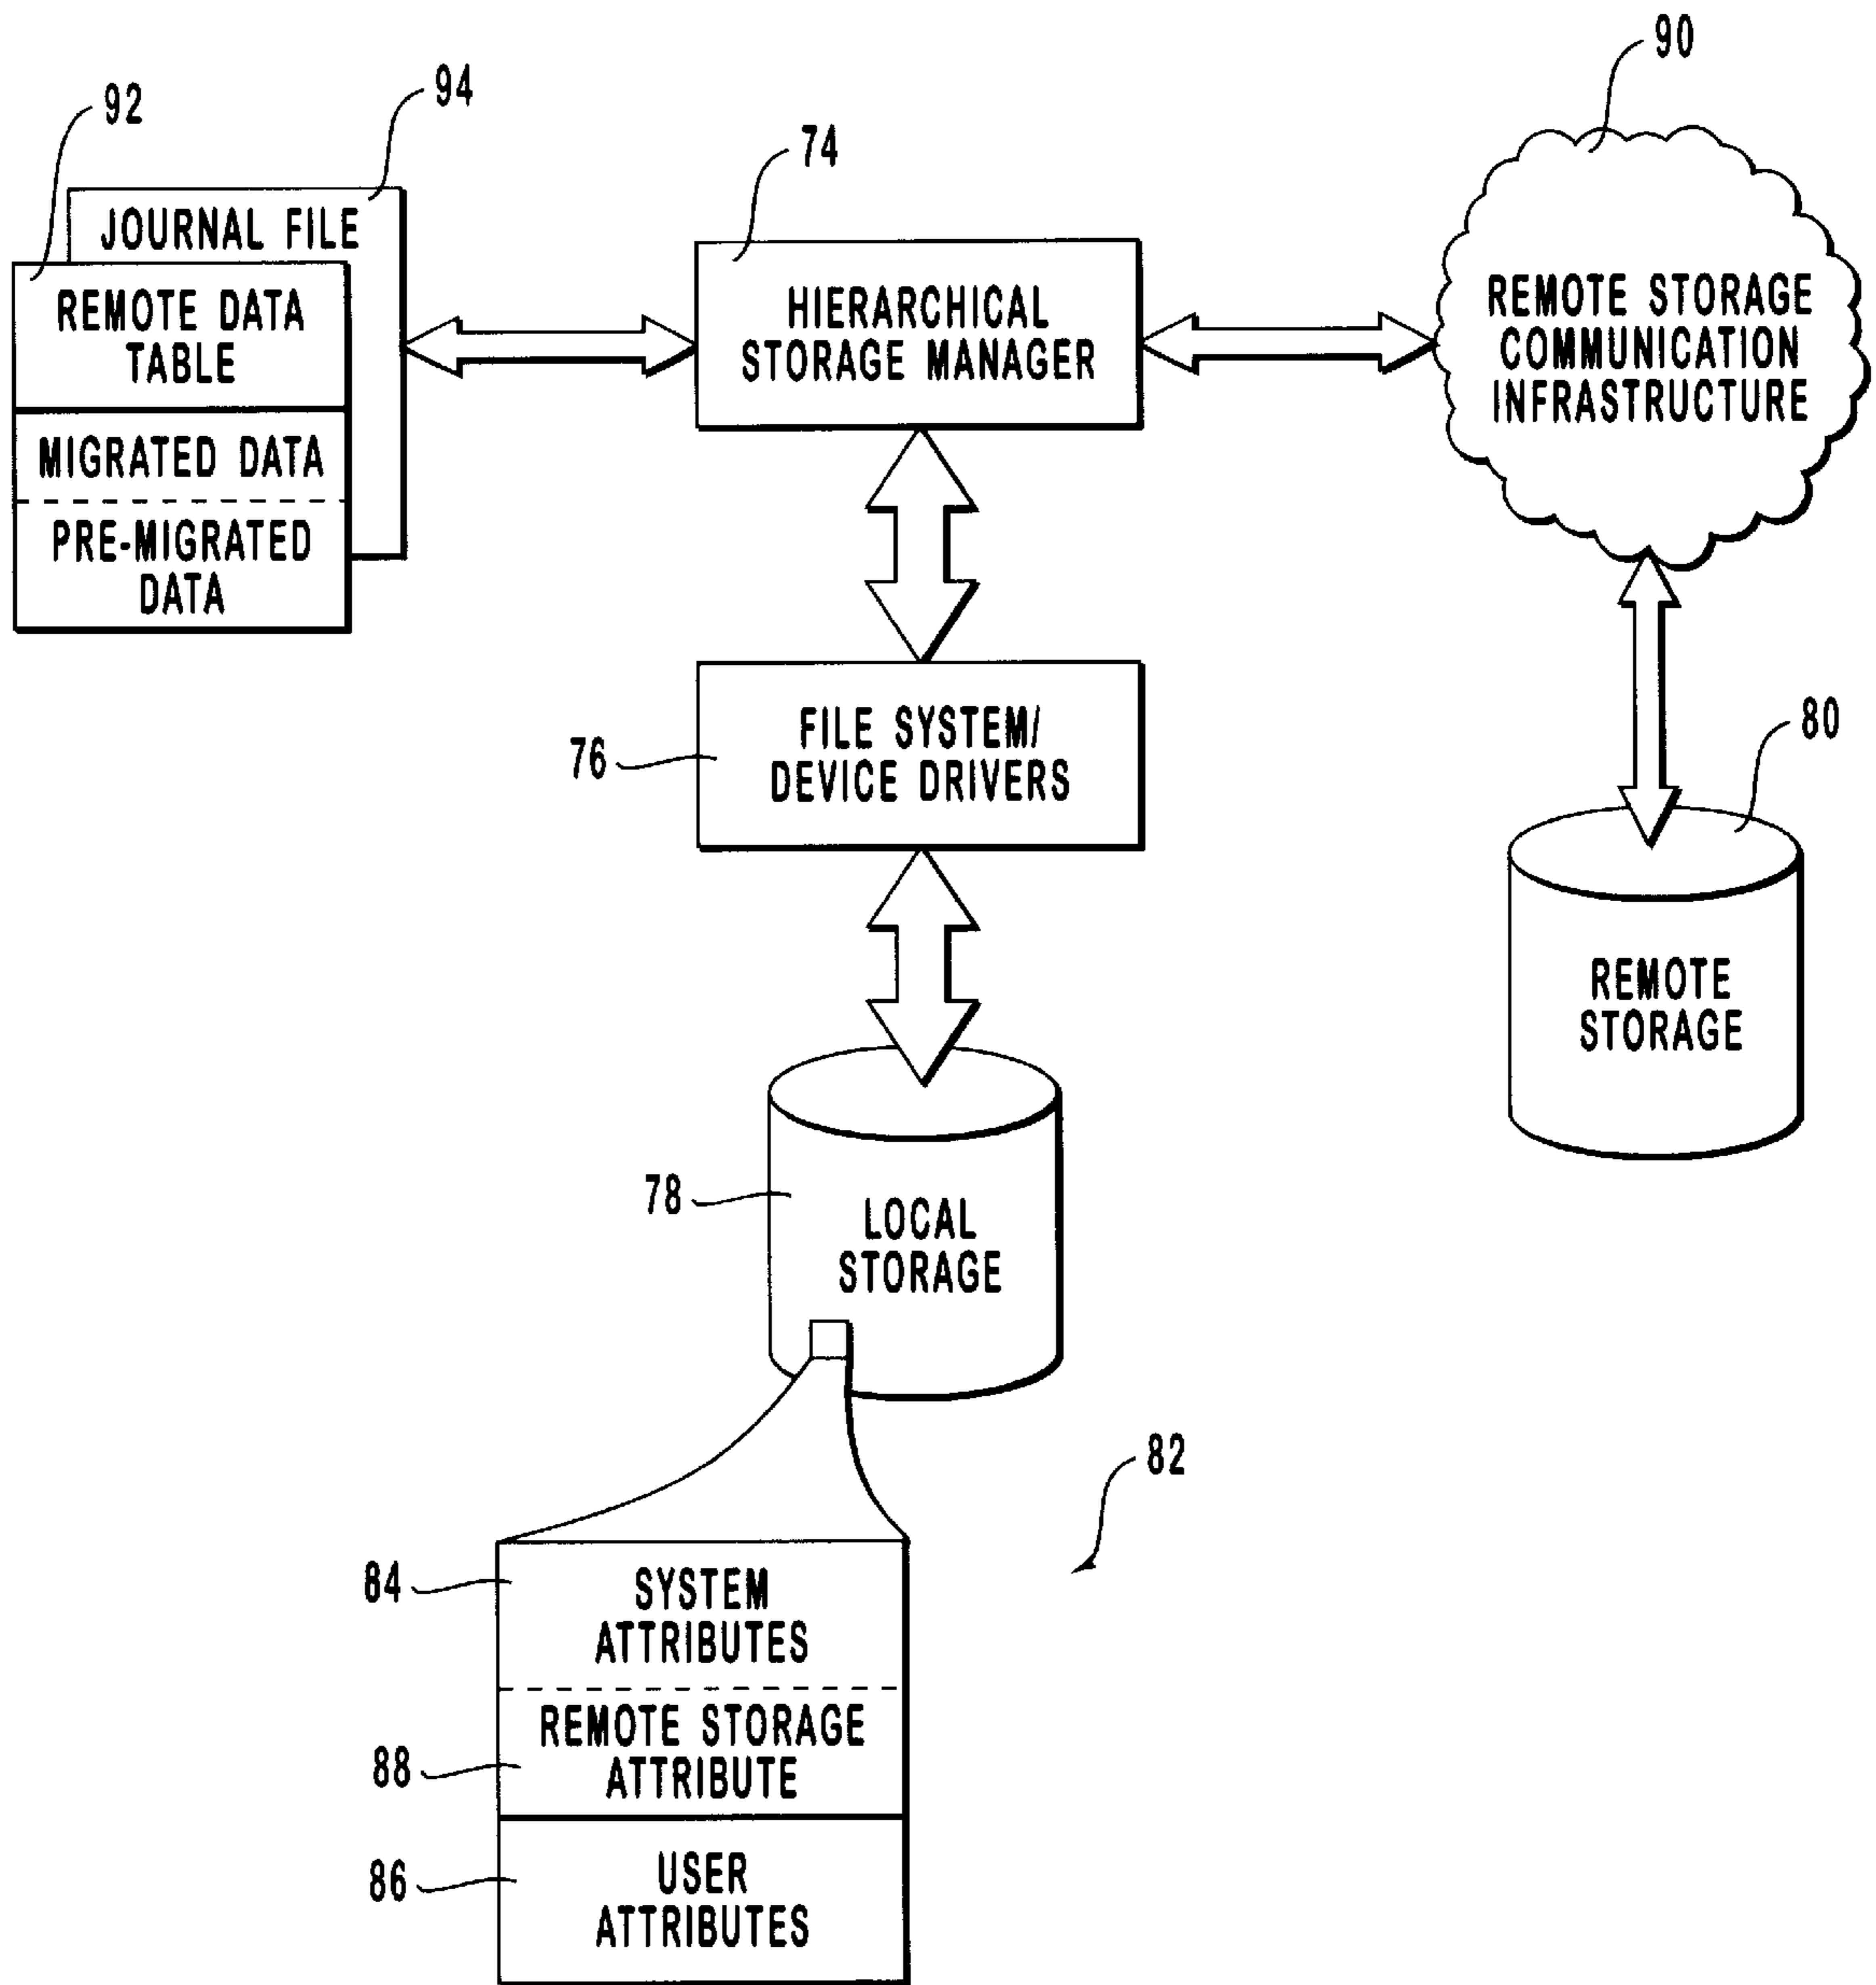 90
92
94
74
JOURNAL FILE
REMOTE DATA
TABLE
MIGRATED DATA
PRE-MIGRATED
DATA
HIERARCHICAL
STORAGE MANAGER
REMOTE STORAGE
COMMUNICATION
INFRASTRUCTURE
76
FILE SYSTEM/
DEVICE DRIVERS
80
REMOTE
STORAGE
78
LOCAL
STORAGE
82
84
SYSTEM
ATTRIBUTES
88
REMOTE STORAGE
ATTRIBUTE
86
USER
ATTRIBUTES